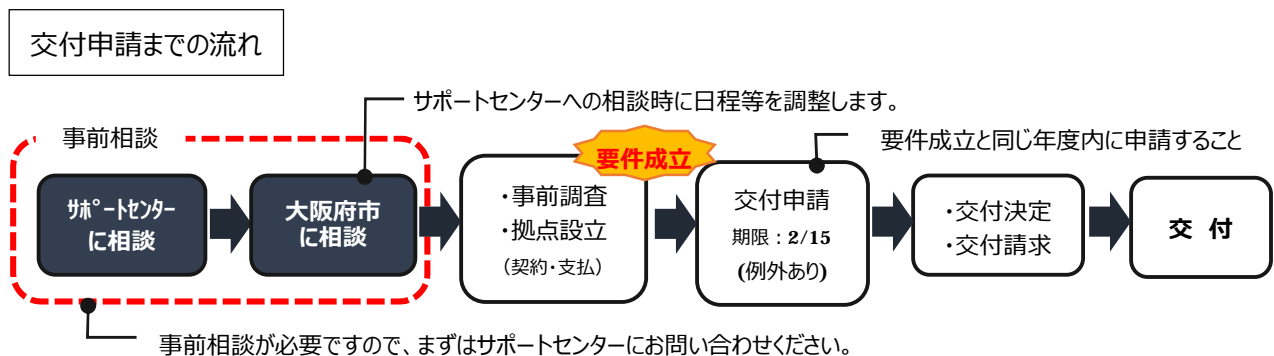 交付申請までの流れ
サポートセンターへの相談時に日程等を調整します。
事前相談
要件成立
要件成立と同じ年度内に申請すること
ｻﾎﾟｰﾄｾﾝﾀｰ
に相談
大阪府市
に相談
・事前調査
・拠点設立
（契約・支払）
交付申請
期限：2/15
(例外あり)
・交付決定
・交付請求
交 付
事前相談が必要ですので、まずはサポートセンターにお問い合わせください。